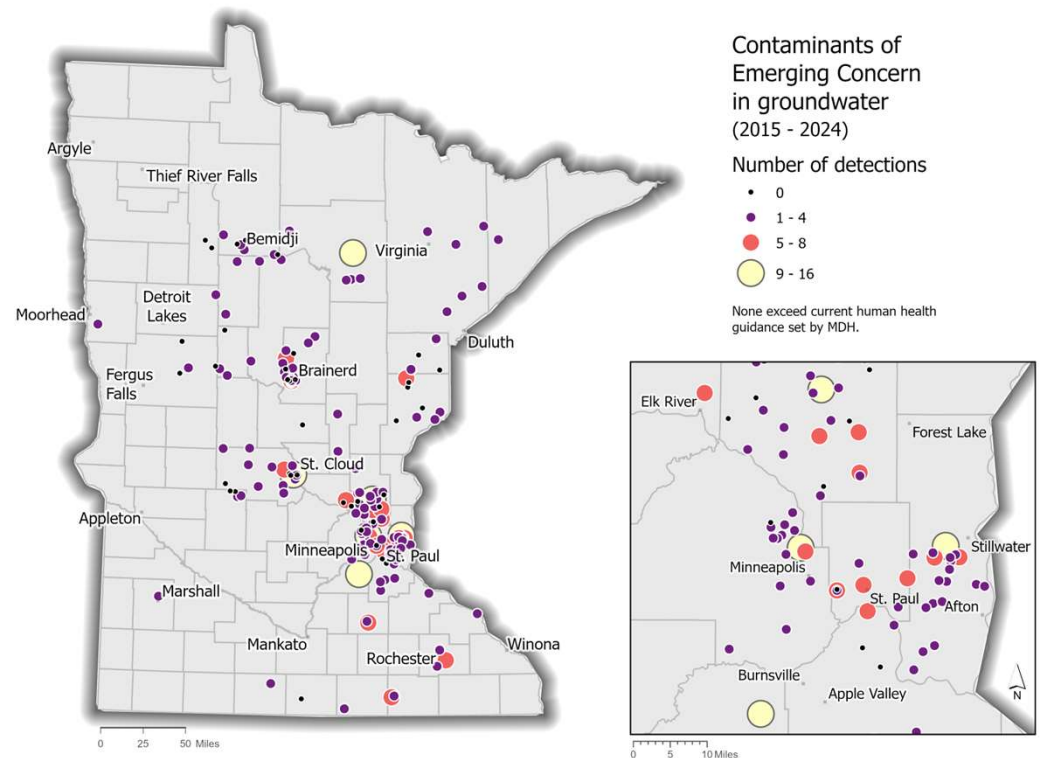 Contaminants of
Emerging Concern
in groundwater
(2015 - 2024)
Number of detections
0
1 - 4
5 - 8
9 - 16
None exceed current human health
guidance set by MDH.
Argyle
Thief River Falls
Bemidji
Virginia
Detroit
Lakes
Moorhead
Duluth
Fergus
Falls
Brainerd
St. Cloud
Appleton
Minneapolis
St. Paul
Marshall
Mankato
Winona
Rochester
0 25 50 Miles
Elk River
Forest Lake
Stillwater
Minneapolis
St. Paul
Afton
Burnsville
Apple Valley
N
0 5 10 Miles